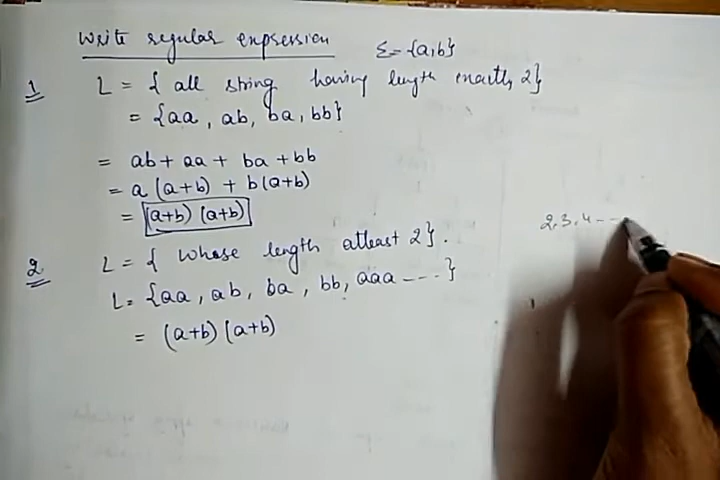 Write regular expression Σ = {a,b}
1 L = { all string having length exactly 2}
= {aa, ab, ba, bb}
= ab + aa + ba + bb
= a (a+b) + b(a+b)
= (a+b) (a+b)
2,3,4 - - -
2. L = { whose length atleast 2}.
L = {aa, ab, ba, bb, aaa ----}
= (a+b) (a+b)